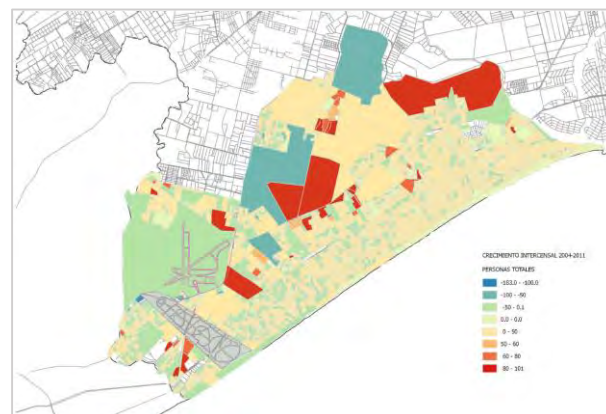 CRECIMIENTO INTERCENSAL 2004-2011
PERSONAS TOTALES
-153.0 - -100.0
-100 - -50
-50 - 0.1
0.0 - 0.0
0 - 50
50 - 60
60 - 80
80 - 101